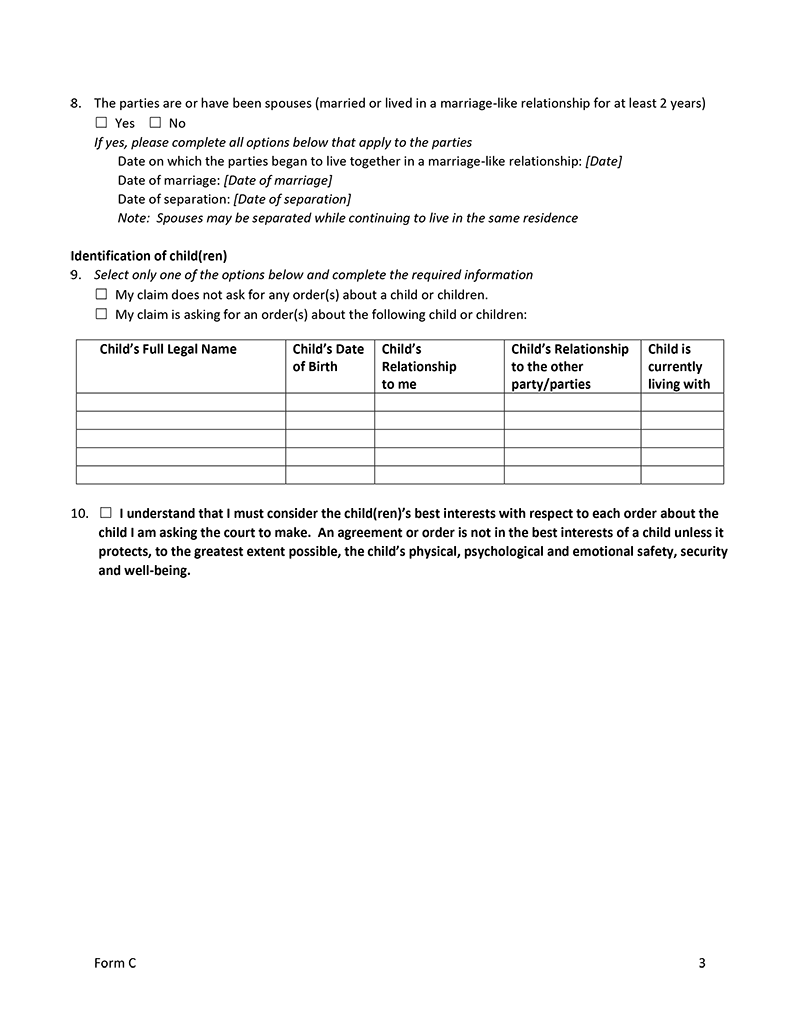 8. The parties are or have been spouses (married or lived in a marriage-like relationship for at least 2 years)
☐ Yes ☐ No
If yes, please complete all options below that apply to the parties
Date on which the parties began to live together in a marriage-like relationship: [Date]
Date of marriage: [Date of marriage]
Date of separation: [Date of separation]
Note: Spouses may be separated while continuing to live in the same residence
Identification of child(ren)
9. Select only one of the options below and complete the required information
☐ My claim does not ask for any order(s) about a child or children.
☐ My claim is asking for an order(s) about the following child or children:
Child's Full Legal Name
Child's Date
of Birth
Child's
Relationship
to me
Child's Relationship
to the other
party/parties
Child is
currently
living with
10. ☐ I understand that I must consider the child(ren)'s best interests with respect to each order about the
child I am asking the court to make. An agreement or order is not in the best interests of a child unless it
protects, to the greatest extent possible, the child's physical, psychological and emotional safety, security
and well-being.
Form C 3